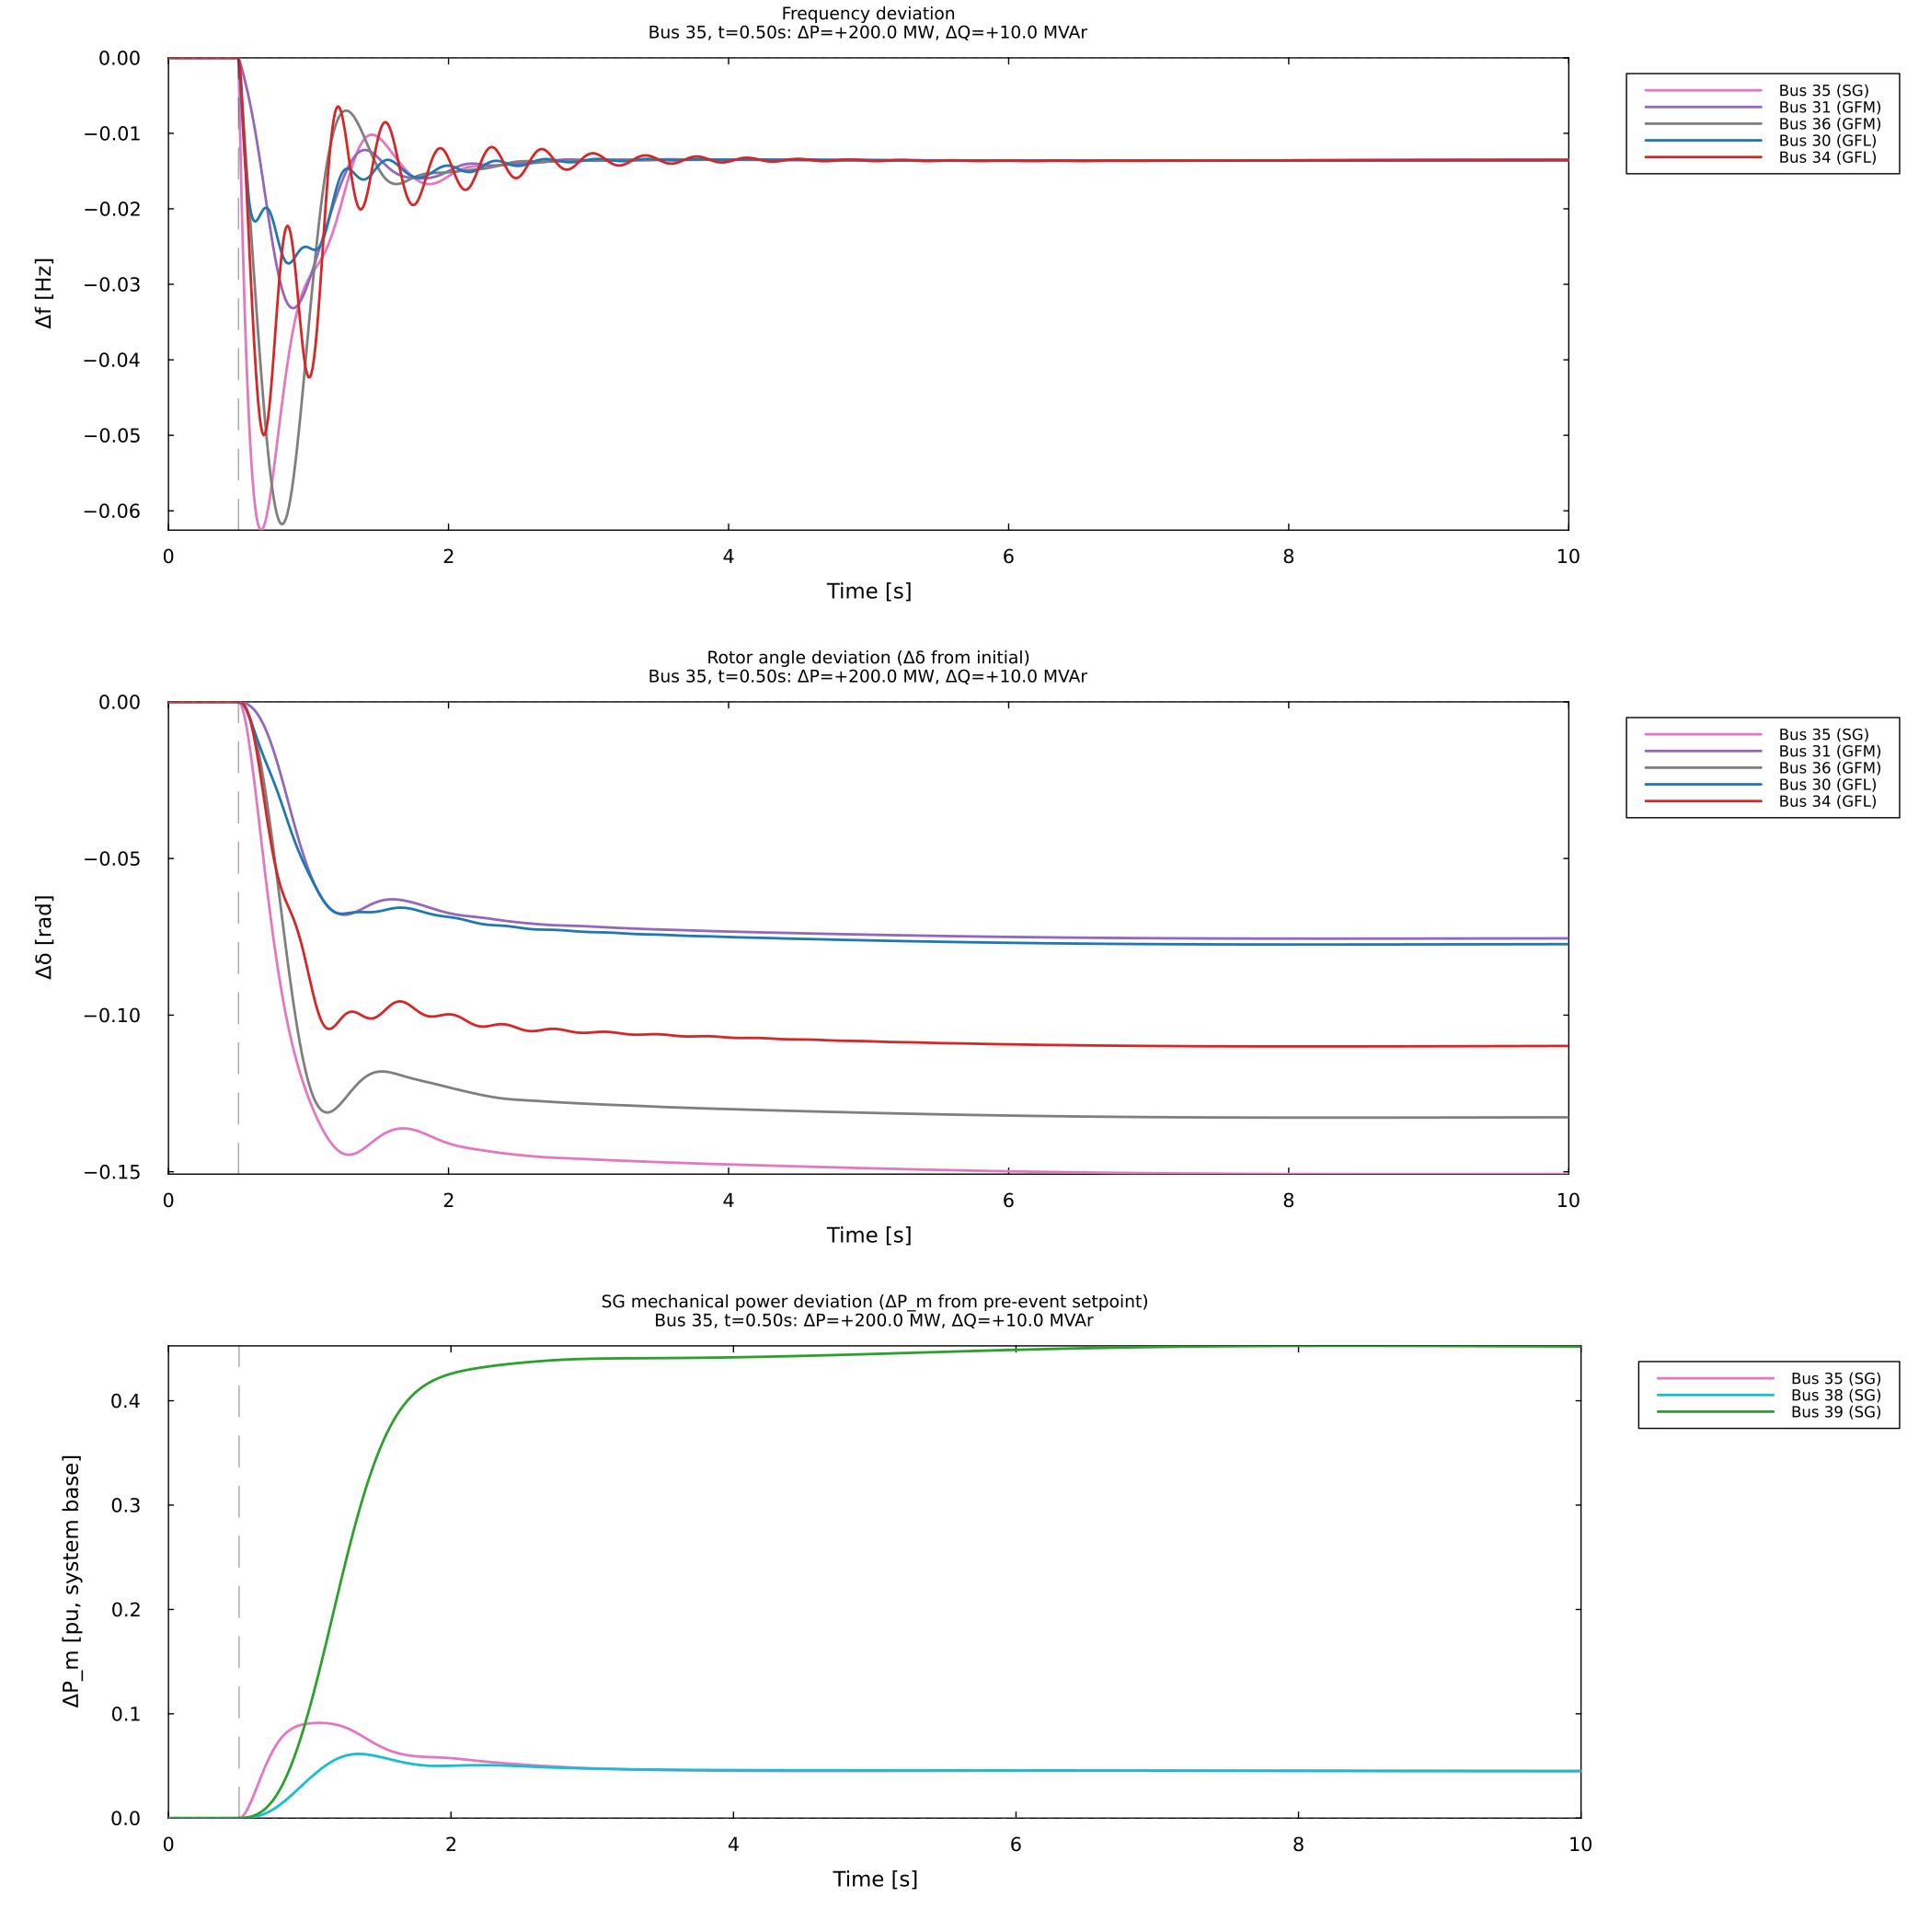 Frequency deviation
Bus 35, t=0.50s: ΔP=+200.0 MW, ΔQ=+10.0 MVAr
0.00
−0.01
−0.02
−0.03
−0.04
−0.05
−0.06
Δf [Hz]
0 2 4 6 8 10
Time [s]
Bus 35 (SG)
Bus 31 (GFM)
Bus 36 (GFM)
Bus 30 (GFL)
Bus 34 (GFL)
Rotor angle deviation (Δδ from initial)
Bus 35, t=0.50s: ΔP=+200.0 MW, ΔQ=+10.0 MVAr
0.00
−0.05
−0.10
−0.15
Δδ [rad]
0 2 4 6 8 10
Time [s]
Bus 35 (SG)
Bus 31 (GFM)
Bus 36 (GFM)
Bus 30 (GFL)
Bus 34 (GFL)
SG mechanical power deviation (ΔP_m from pre-event setpoint)
Bus 35, t=0.50s: ΔP=+200.0 MW, ΔQ=+10.0 MVAr
0.4
0.3
0.2
0.1
0.0
ΔP_m [pu, system base]
0 2 4 6 8 10
Time [s]
Bus 35 (SG)
Bus 38 (SG)
Bus 39 (SG)